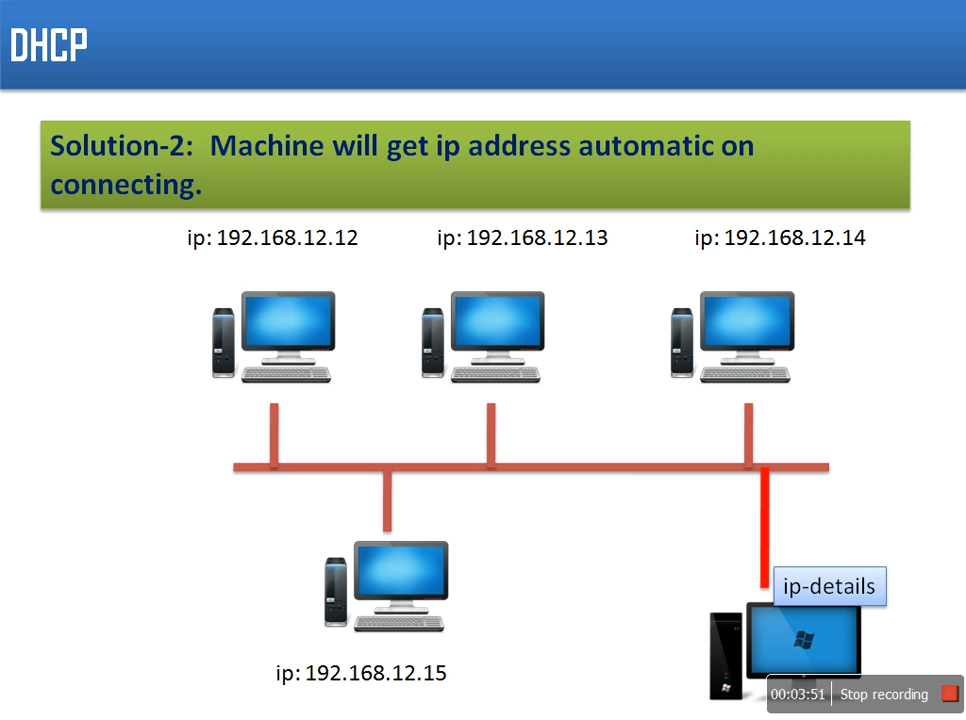 DHCP
Solution-2:  Machine will get ip address automatic on
connecting.
ip: 192.168.12.12
ip: 192.168.12.13
ip: 192.168.12.14
ip-details
ip: 192.168.12.15
00:03:51
Stop recording